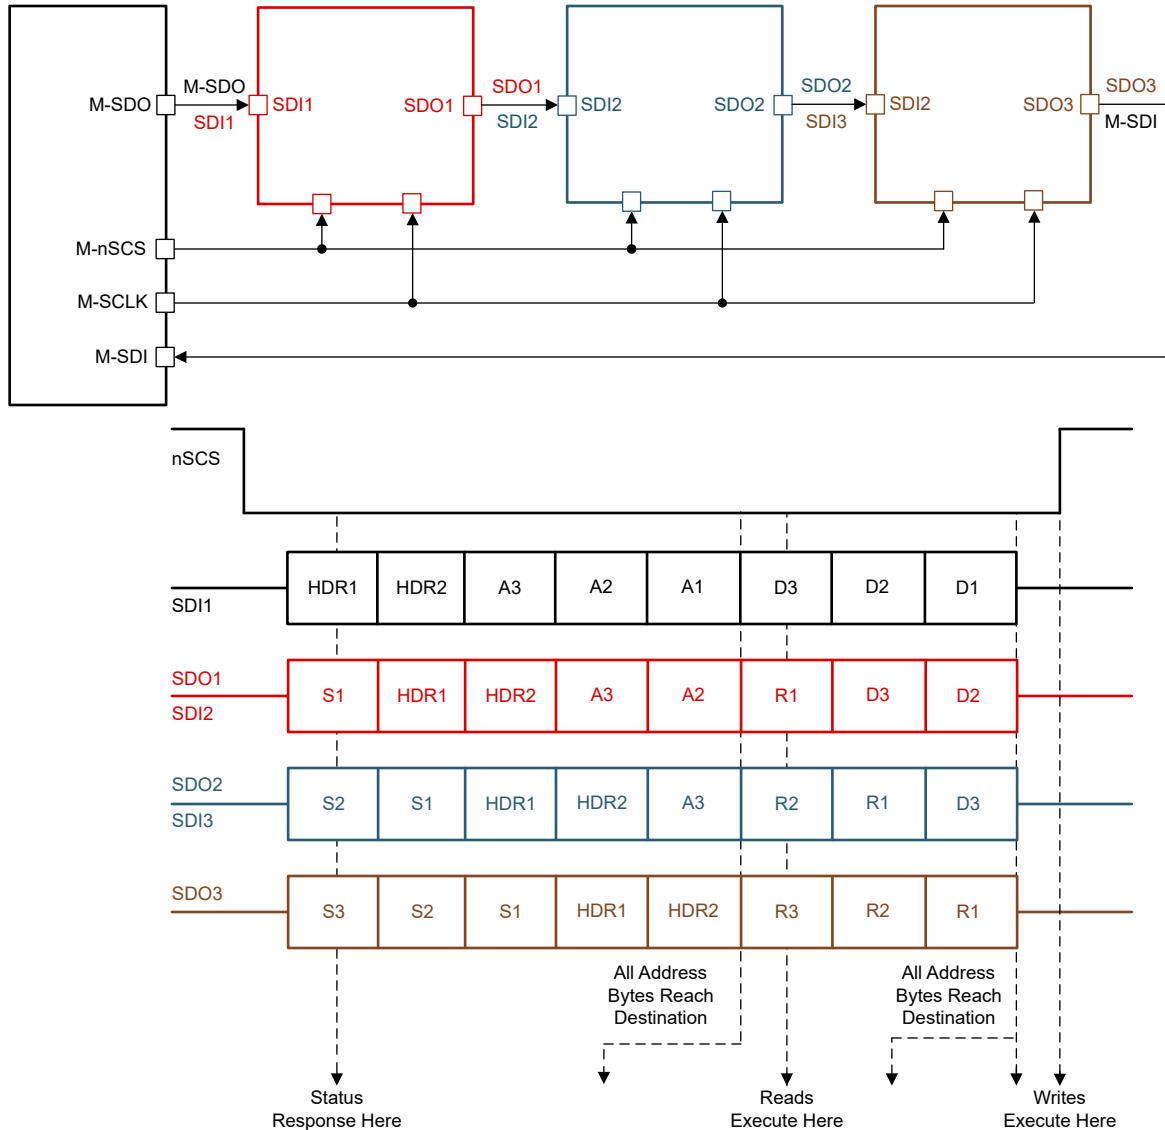 M-SDO
M-SDO
SDI1
SDI1
SDO1
SDO1
SDI2
SDI2
SDO2
SDO2
SDI3
SDI2
SDO3
SDO3
M-SDI
M-nSCS
M-SCLK
M-SDI
nSCS
SDI1
HDR1 HDR2 A3 A2 A1 D3 D2 D1
SDO1
SDI2
S1 HDR1 HDR2 A3 A2 R1 D3 D2
SDO2
SDI3
S2 S1 HDR1 HDR2 A3 R2 R1 D3
SDO3
S3 S2 S1 HDR1 HDR2 R3 R2 R1
All Address
Bytes Reach
Destination
All Address
Bytes Reach
Destination
Status
Response Here
Reads
Execute Here
Writes
Execute Here